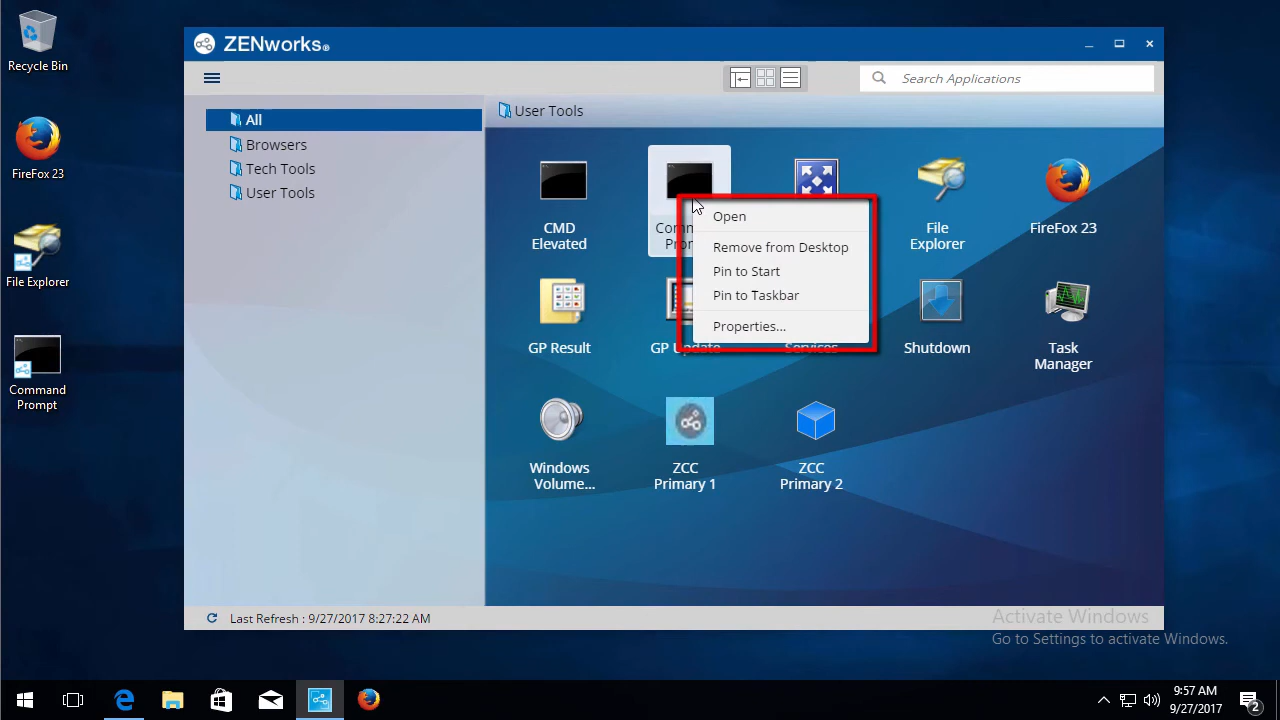 Recycle Bin
FireFox 23
File Explorer
Command
Prompt
ZENworks®
Search Applications
All
Browsers
Tech Tools
User Tools
User Tools
CMD
Elevated
File
Explorer
FireFox 23
Open
Remove from Desktop
Pin to Start
Pin to Taskbar
Properties...
GP Result
GP Update
Services
Shutdown
Task
Manager
Windows
Volume...
ZCC
Primary 1
ZCC
Primary 2
Last Refresh : 9/27/2017 8:27:22 AM
Activate Windows
Go to Settings to activate Windows.
9:57 AM
9/27/2017
2